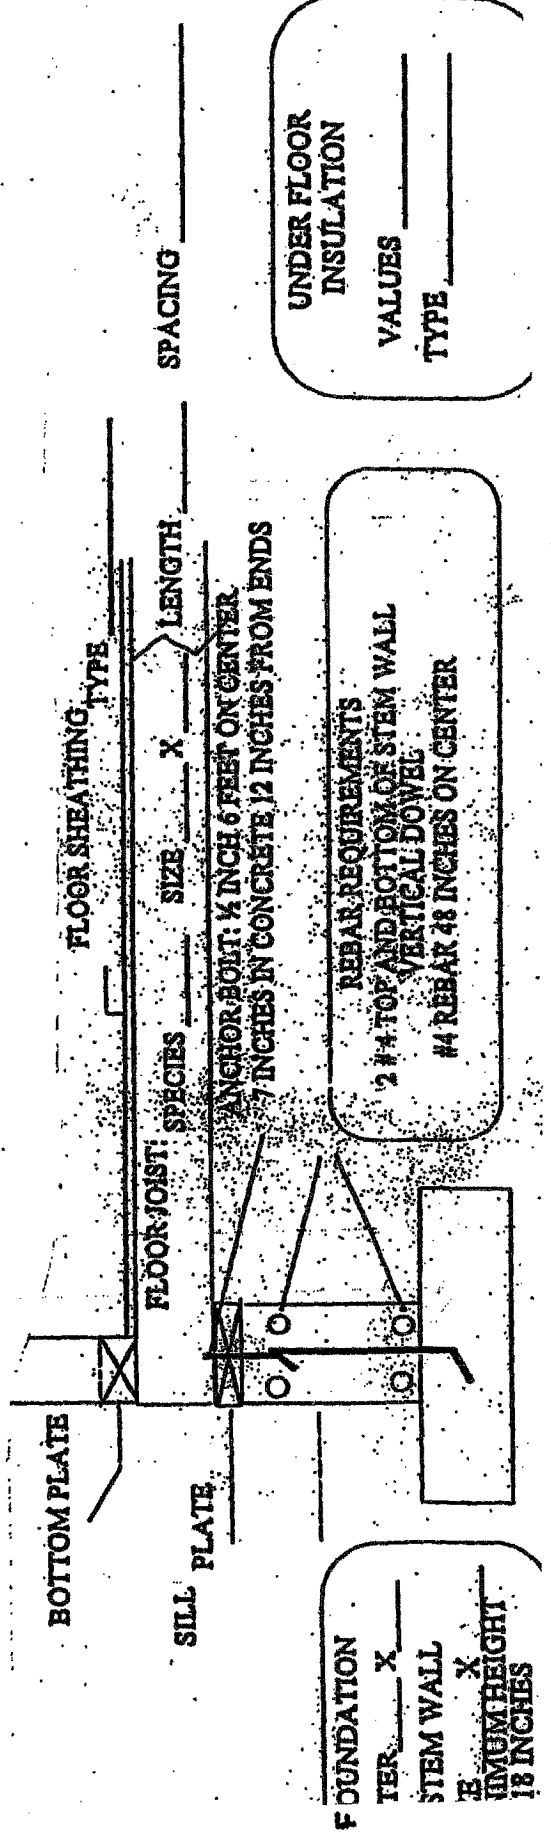 FLOOR SHEATHING
TYPE
BOTTOM PLATE
FLOOR JOIST:
SPECIES SIZE X LENGTH SPACING
SILL
PLATE
ANCHOR BOLT: ½ INCH 6 FEET ON CENTER
7 INCHES IN CONCRETE 12 INCHES FROM ENDS
UNDER FLOOR
INSULATION
VALUES
TYPE
REBAR REQUIREMENTS
2 #4 TOP AND BOTTOM OF STEM WALL
VERTICAL DOWEL
#4 REBAR 48 INCHES ON CENTER
FOUNDATION
TER X
STEM WALL
E X
NIMUM HEIGHT
18 INCHES